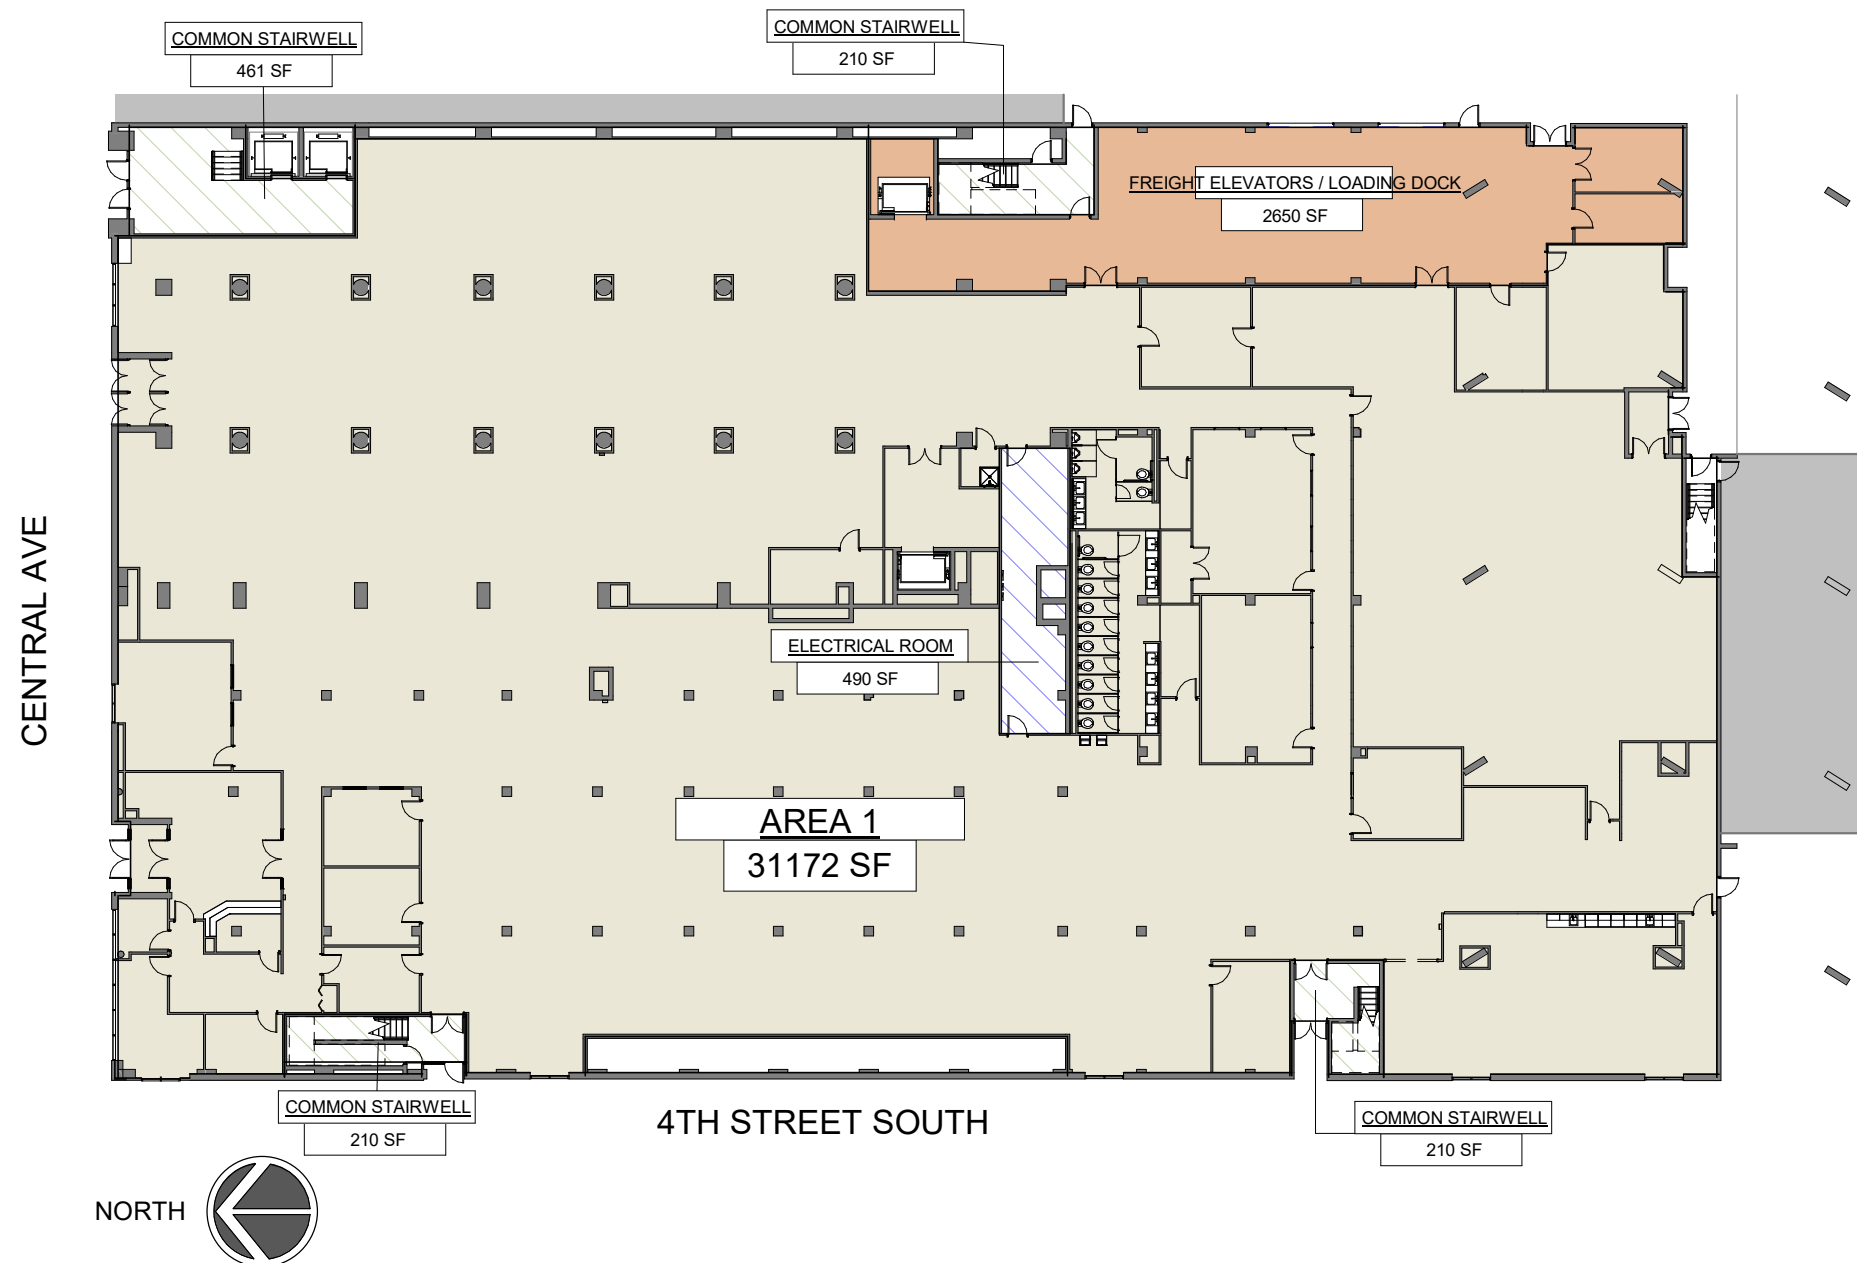 COMMON STAIRWELL
461 SF
COMMON STAIRWELL
210 SF
FREIGHT ELEVATORS / LOADING DOCK
2650 SF
CENTRAL AVE
ELECTRICAL ROOM
490 SF
AREA 1
31172 SF
COMMON STAIRWELL
210 SF
4TH STREET SOUTH
COMMON STAIRWELL
210 SF
NORTH